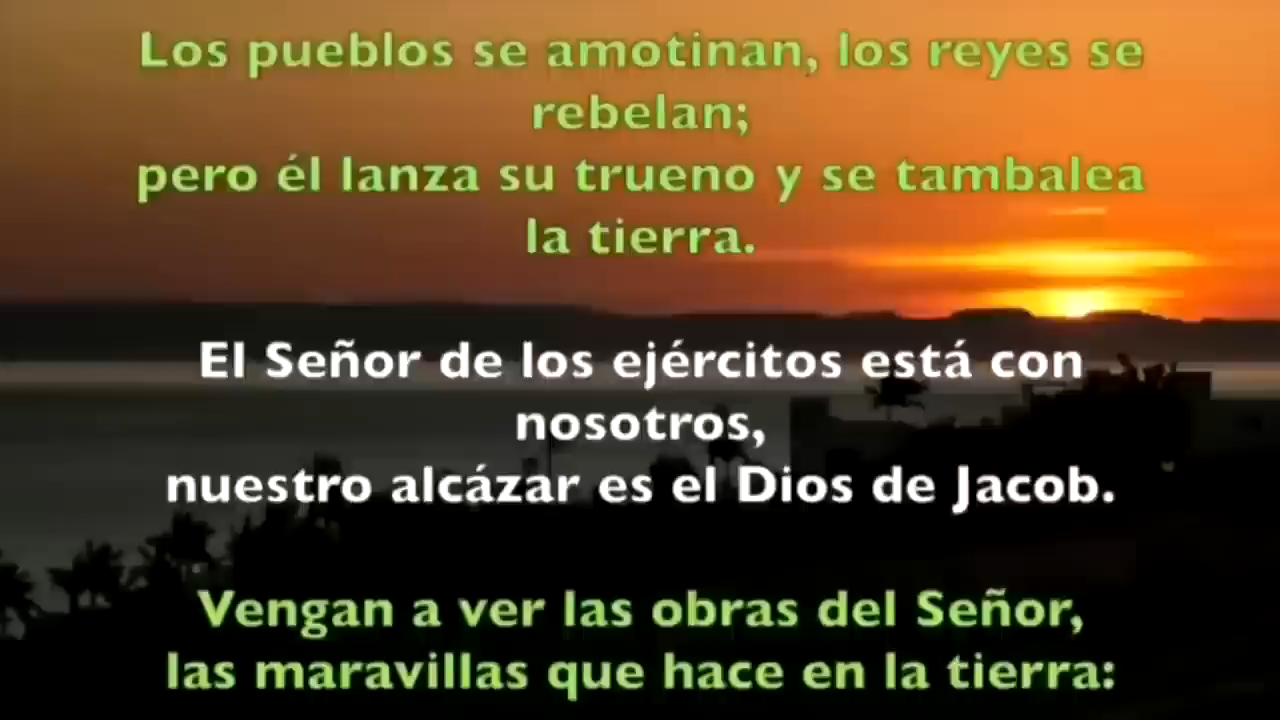 Los pueblos se amotinan, los reyes se
rebelan;
pero él lanza su trueno y se tambalea
la tierra.
El Señor de los ejércitos está con
nosotros,
nuestro alcázar es el Dios de Jacob.
Vengan a ver las obras del Señor,
las maravillas que hace en la tierra: